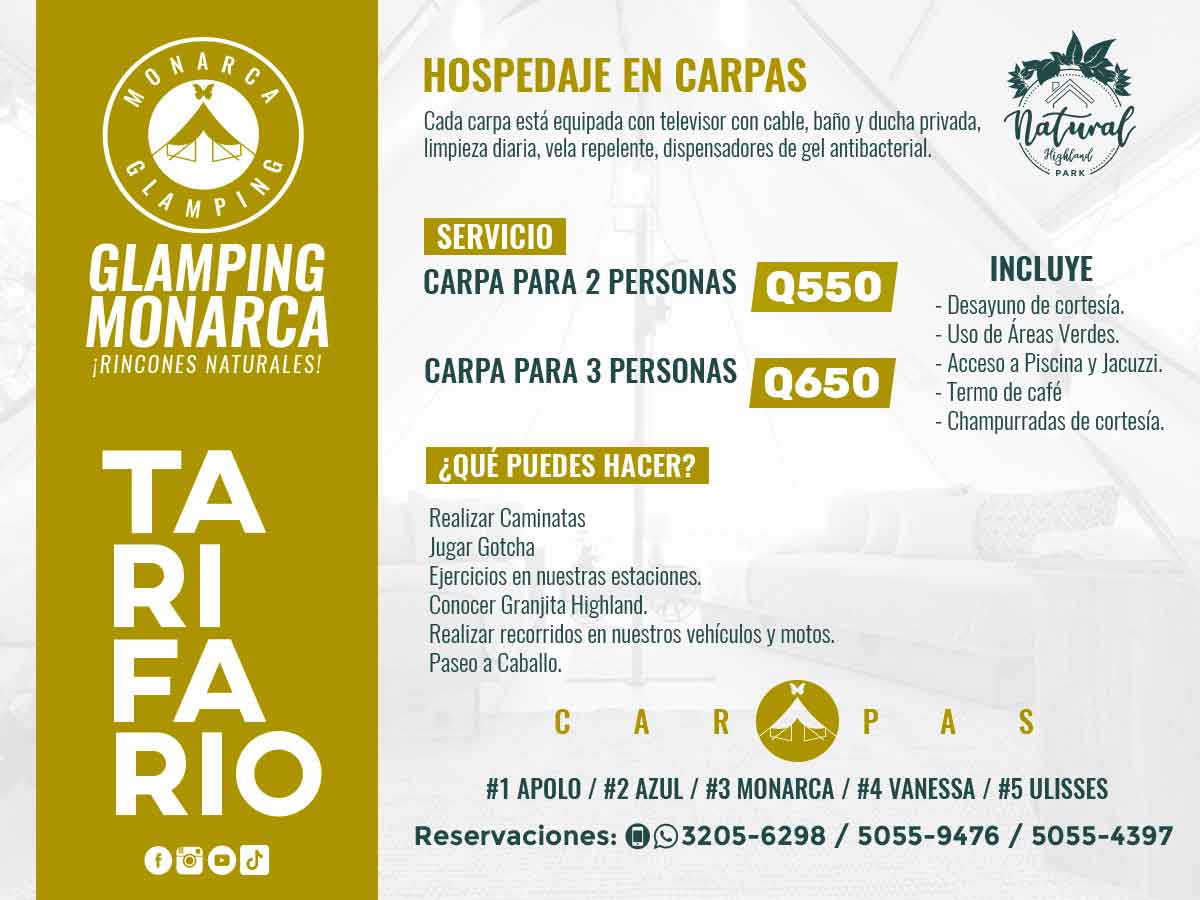 MONARCA
GLAMPING
GLAMPING
MONARCA
¡RINCONES NATURALES!
TA
RI
FA
RIO
HOSPEDAJE EN CARPAS
Cada carpa está equipada con televisor con cable, baño y ducha privada,
limpieza diaria, vela repelente, dispensadores de gel antibacterial.
Natural
Highland
PARK
SERVICIO
CARPA PARA 2 PERSONAS Q550
CARPA PARA 3 PERSONAS Q650
INCLUYE
- Desayuno de cortesía.
- Uso de Áreas Verdes.
- Acceso a Piscina y Jacuzzi.
- Termo de café
- Champurradas de cortesía.
¿QUÉ PUEDES HACER?
Realizar Caminatas
Jugar Gotcha
Ejercicios en nuestras estaciones.
Conocer Granjita Highland.
Realizar recorridos en nuestros vehículos y motos.
Paseo a Caballo.
CARPAS
#1 APOLO / #2 AZUL / #3 MONARCA / #4 VANESSA / #5 ULISSES
Reservaciones: 3205-6298 / 5055-9476 / 5055-4397